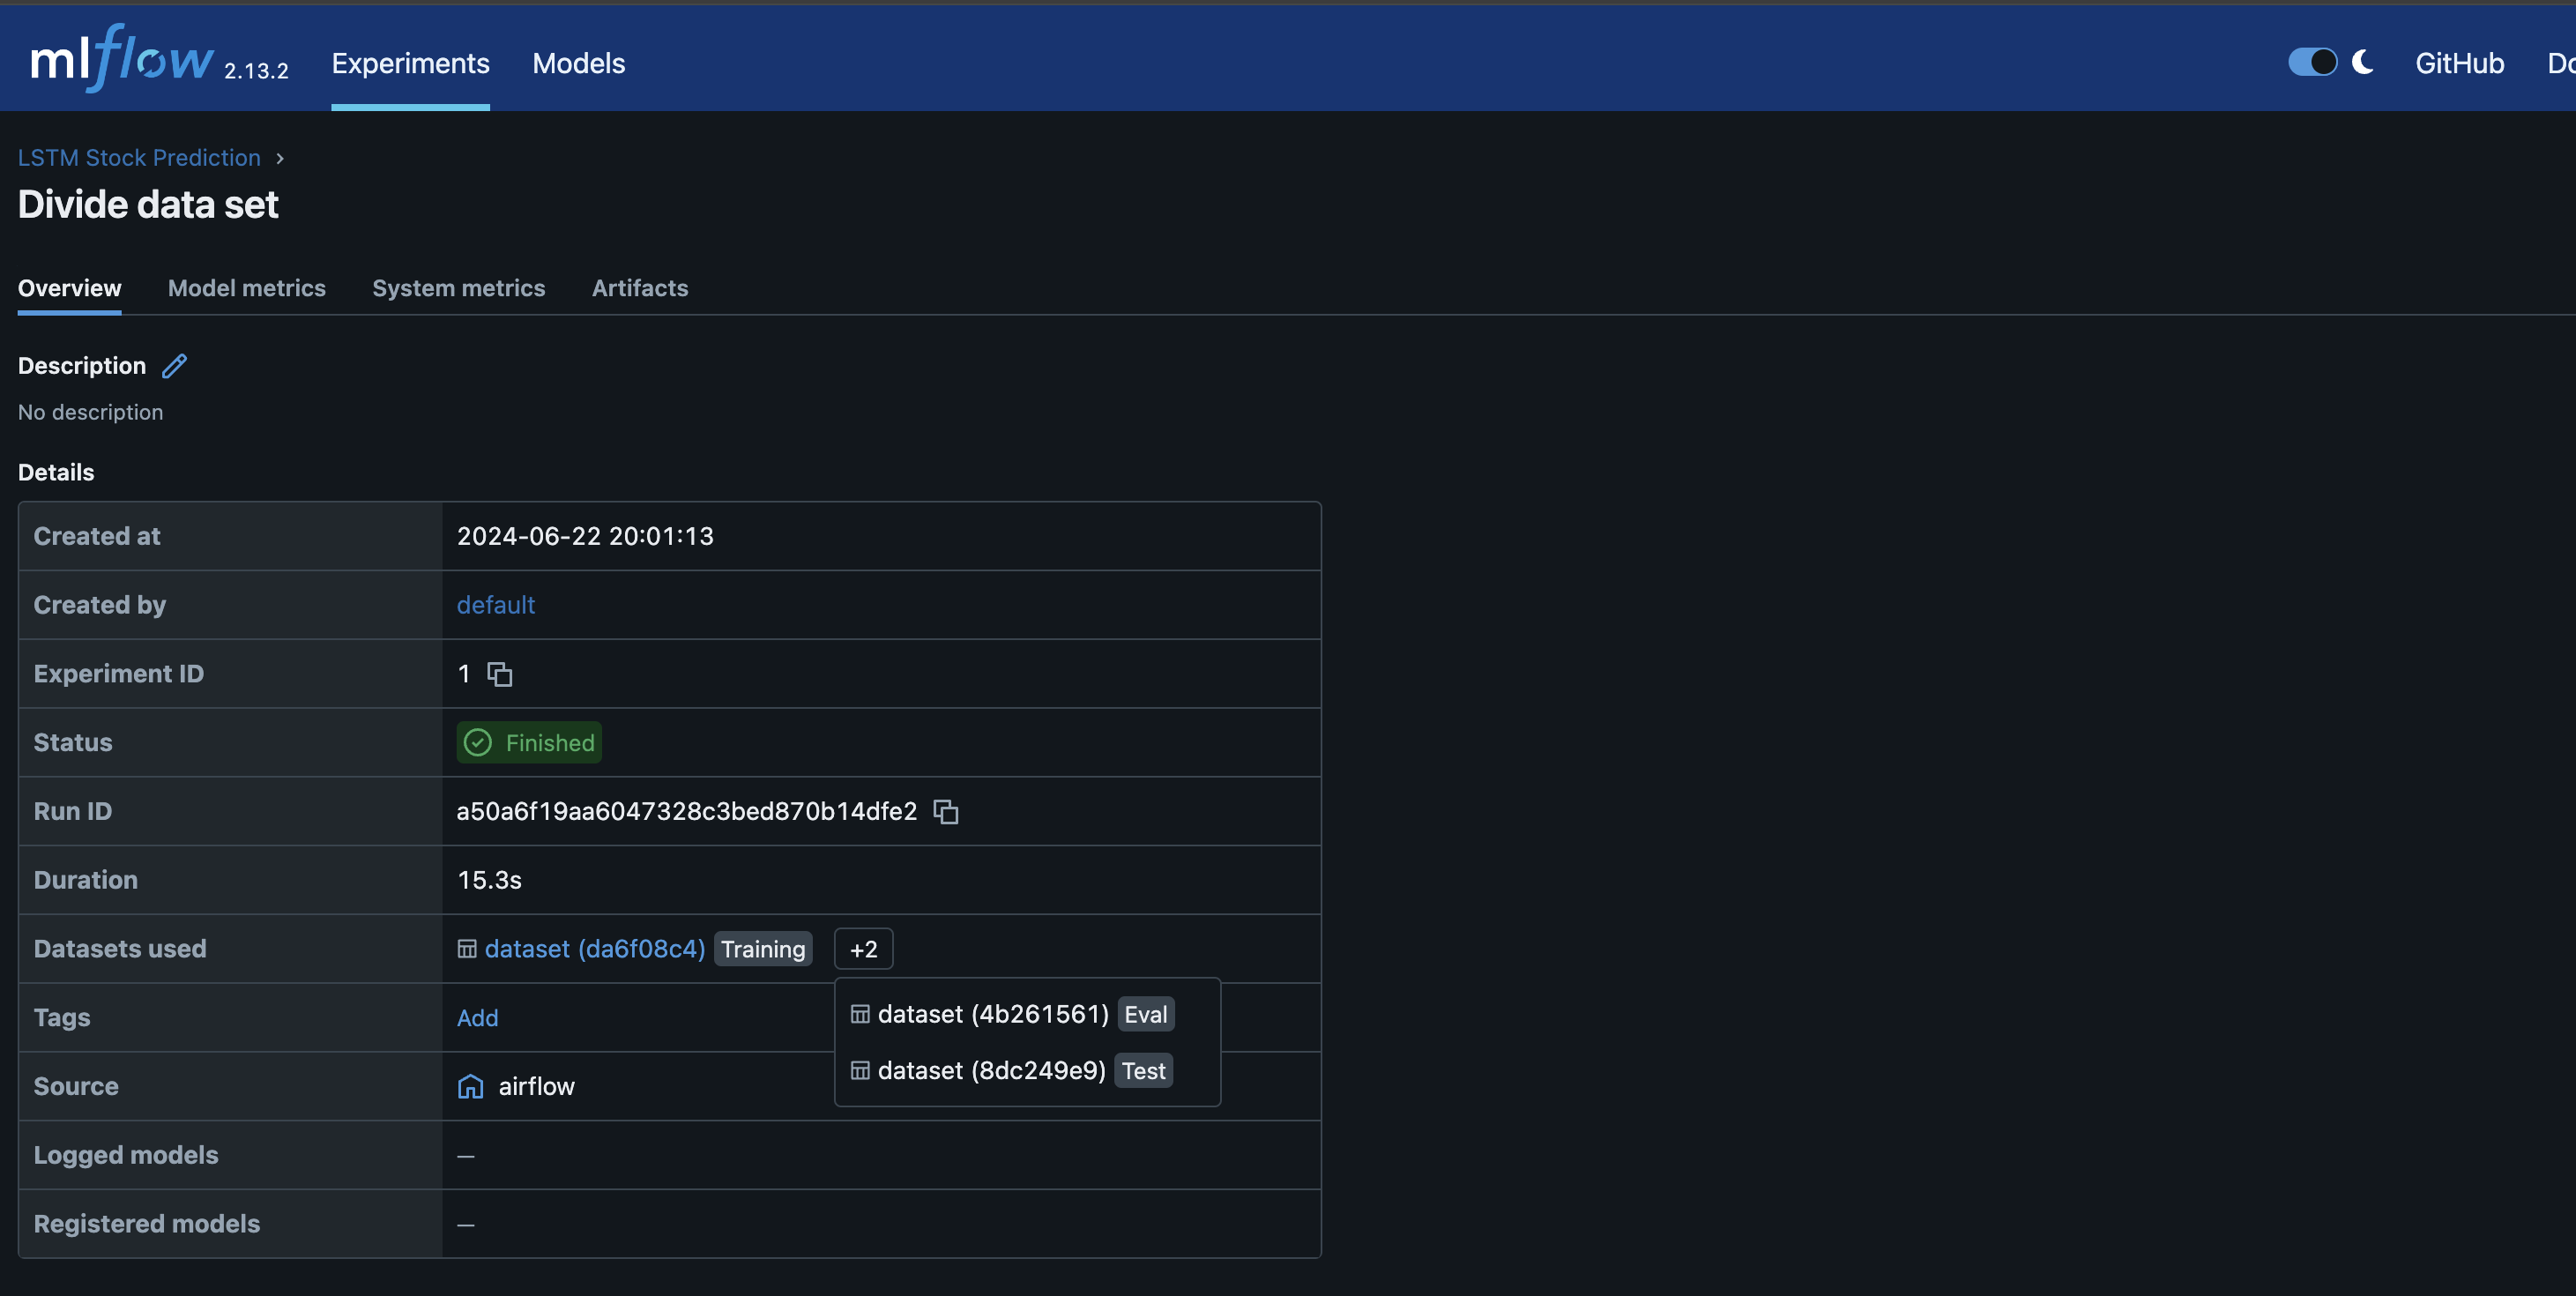 mlflow 2.13.2 Experiments Models GitHub Do
LSTM Stock Prediction ›
Divide data set
Overview Model metrics System metrics Artifacts
Description
No description
Details
Created at 2024-06-22 20:01:13
Created by default
Experiment ID 1
Status Finished
Run ID a50a6f19aa6047328c3bed870b14dfe2
Duration 15.3s
Datasets used dataset (da6f08c4) Training +2
dataset (4b261561) Eval
Tags Add
dataset (8dc249e9) Test
Source airflow
Logged models —
Registered models —